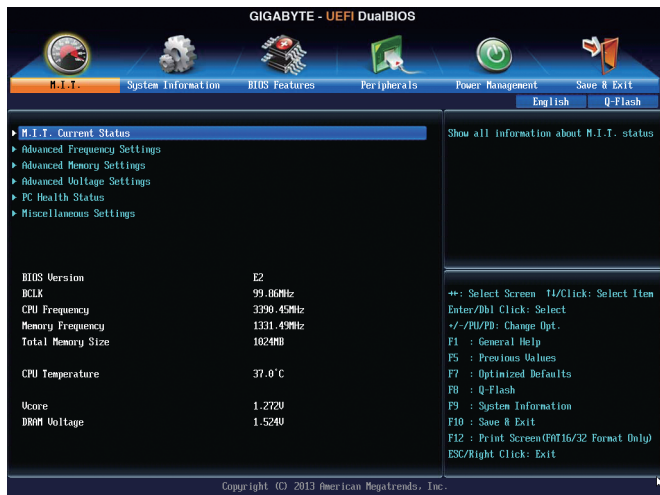 GIGABYTE - UEFI DualBIOS
M.I.T. System Information BIOS Features Peripherals Power Management Save & Exit
English Q-Flash
M.I.T. Current Status
Advanced Frequency Settings
Advanced Memory Settings
Advanced Voltage Settings
PC Health Status
Miscellaneous Settings
Show all information about M.I.T. status
BIOS Version E2
BCLK 99.86MHz
CPU Frequency 3390.45MHz
Memory Frequency 1331.49MHz
Total Memory Size 1024MB
CPU Temperature 37.0°C
Vcore 1.272V
DRAM Voltage 1.524V
→←: Select Screen ↑↓/Click: Select Item
Enter/Dbl Click: Select
+/-/PU/PD: Change Opt.
F1 : General Help
F5 : Previous Values
F7 : Optimized Defaults
F8 : Q-Flash
F9 : System Information
F10 : Save & Exit
F12 : Print Screen(FAT16/32 Format Only)
ESC/Right Click: Exit
Copyright (C) 2013 American Megatrends, Inc.